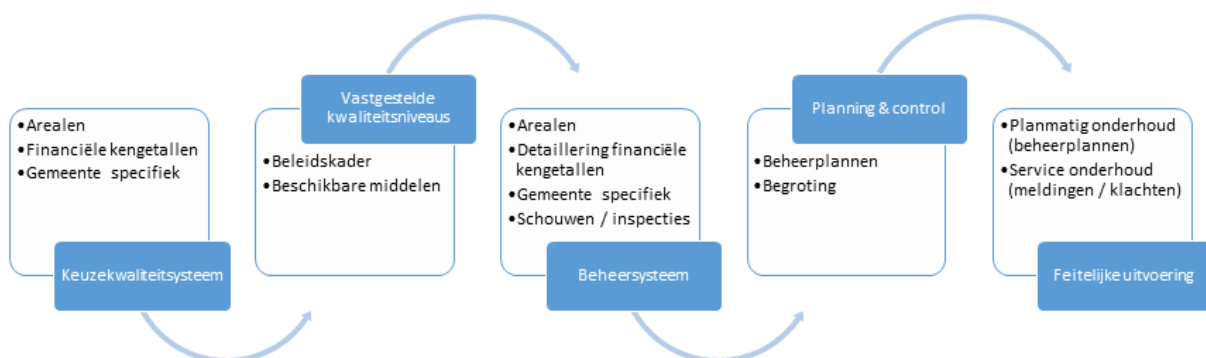 •Arealen
•Financiële kengetallen
•Gemeente specifiek
Keuzekwaliteitsysteem
Vastgestelde
kwaliteitsniveaus
•Beleidskader
•Beschikbare middelen
•Arealen
•Detaillering financiële
kengetallen
•Gemeente specifiek
•Schouwen / inspecties
Beheersysteem
Planning & control
•Beheerplannen
•Begroting
•Planmatig onderhoud
(beheerplannen)
•Service onderhoud
(meldingen / klachten)
Feitelijke uitvoering